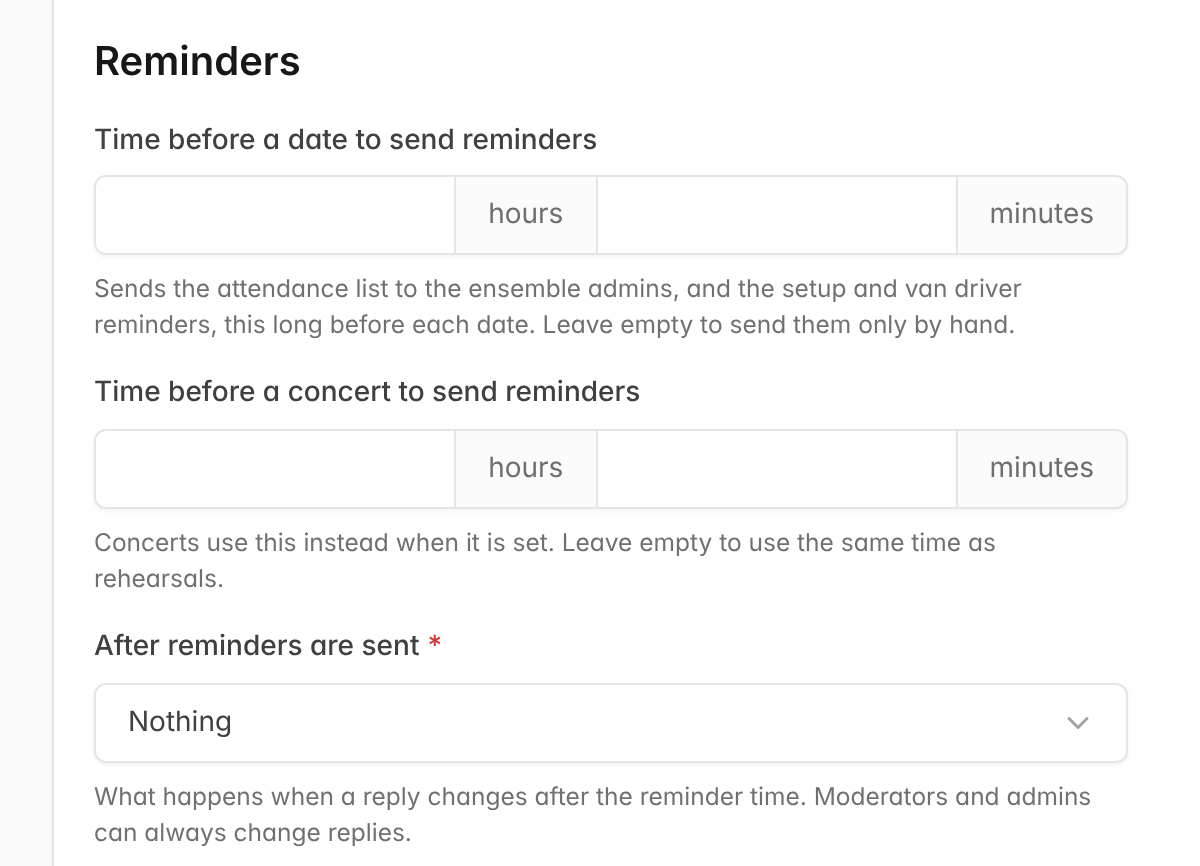 Reminders
Time before a date to send reminders
hours
minutes
Sends the attendance list to the ensemble admins, and the setup and van driver
reminders, this long before each date. Leave empty to send them only by hand.
Time before a concert to send reminders
hours
minutes
Concerts use this instead when it is set. Leave empty to use the same time as
rehearsals.
After reminders are sent *
Nothing
What happens when a reply changes after the reminder time. Moderators and admins
can always change replies.